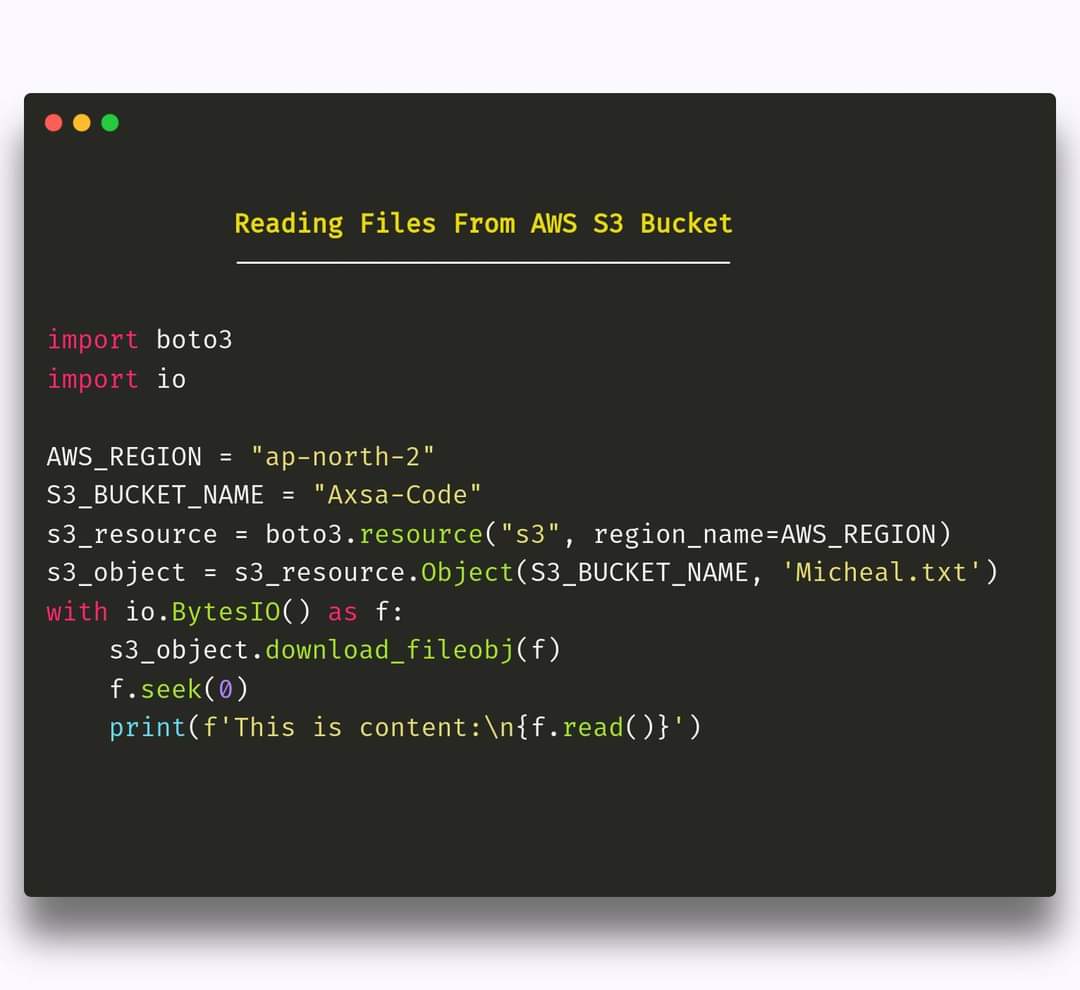 Reading Files From AWS S3 Bucket
import boto3
import io
AWS_REGION = "ap-north-2"
S3_BUCKET_NAME = "Axsa-Code"
s3_resource = boto3.resource("s3", region_name=AWS_REGION)
s3_object = s3_resource.Object(S3_BUCKET_NAME, 'Micheal.txt')
with io.BytesIO() as f:
    s3_object.download_fileobj(f)
    f.seek(0)
    print(f'This is content:\n{f.read()}')